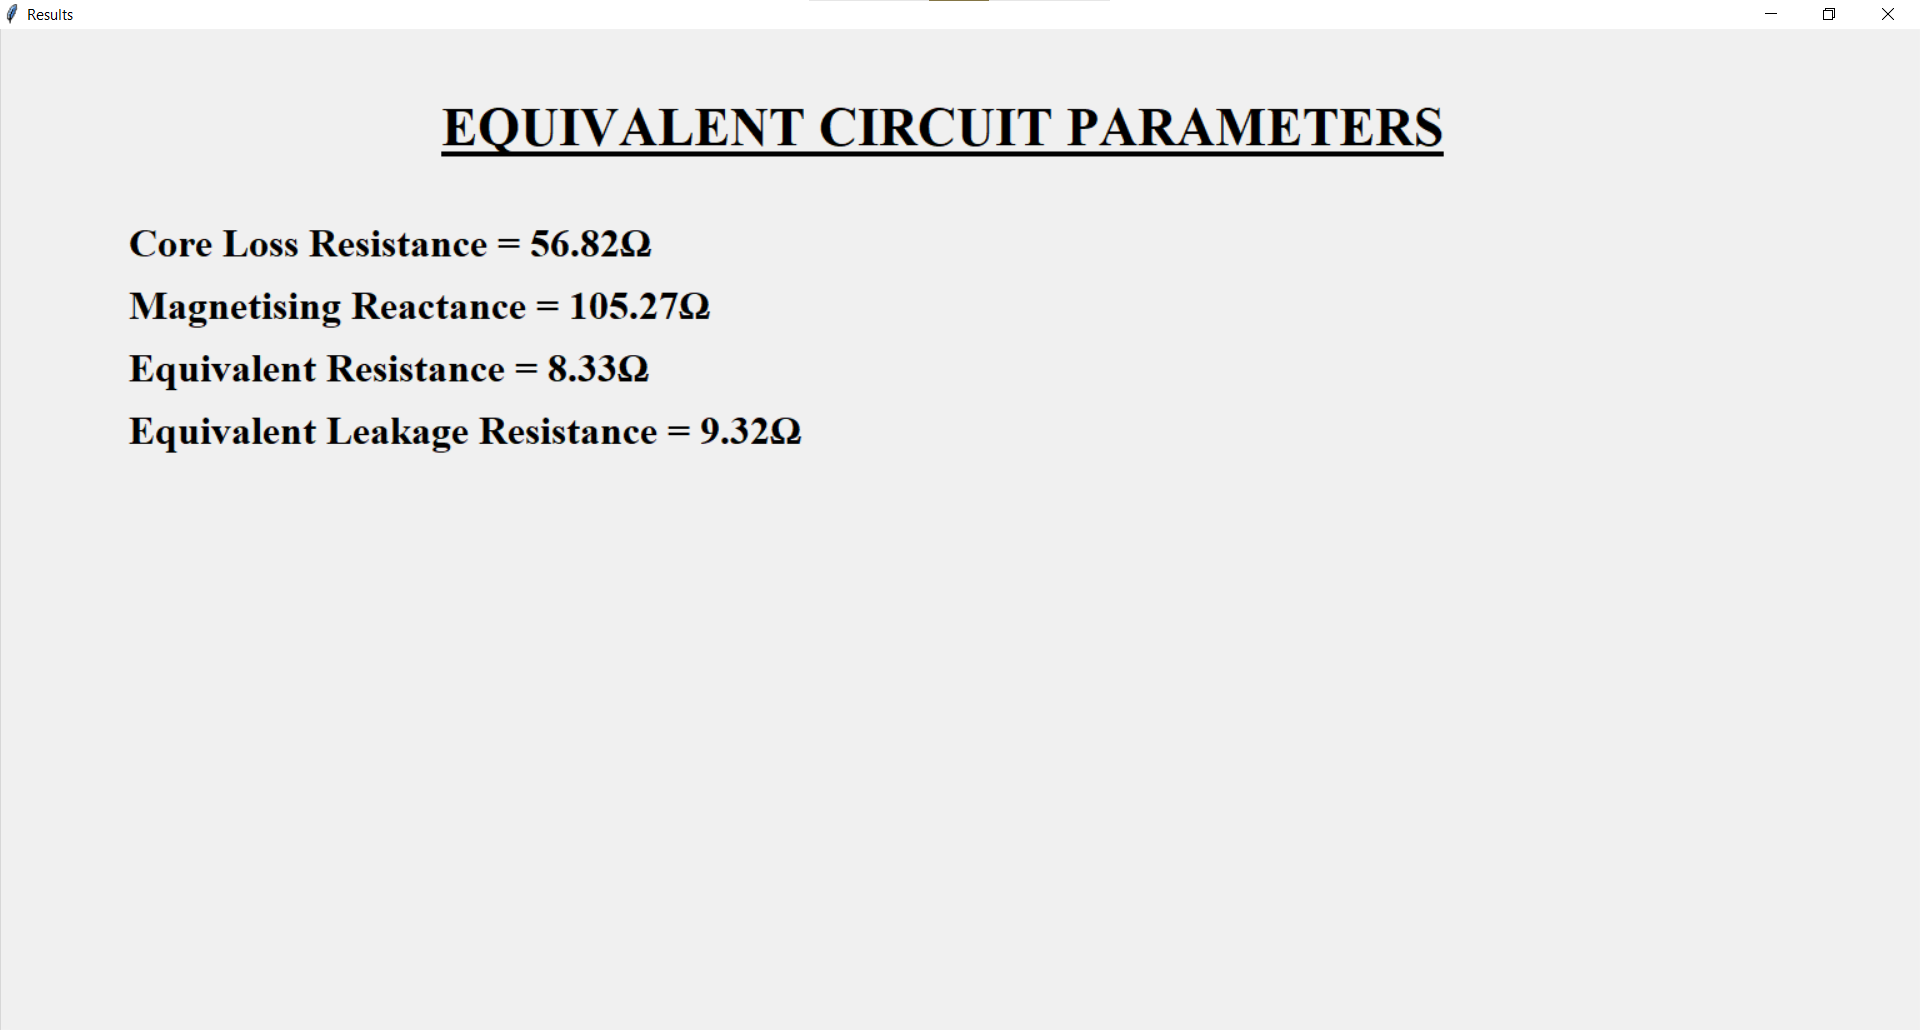 Results
EQUIVALENT CIRCUIT PARAMETERS
Core Loss Resistance = 56.82Ω
Magnetising Reactance = 105.27Ω
Equivalent Resistance = 8.33Ω
Equivalent Leakage Resistance = 9.32Ω